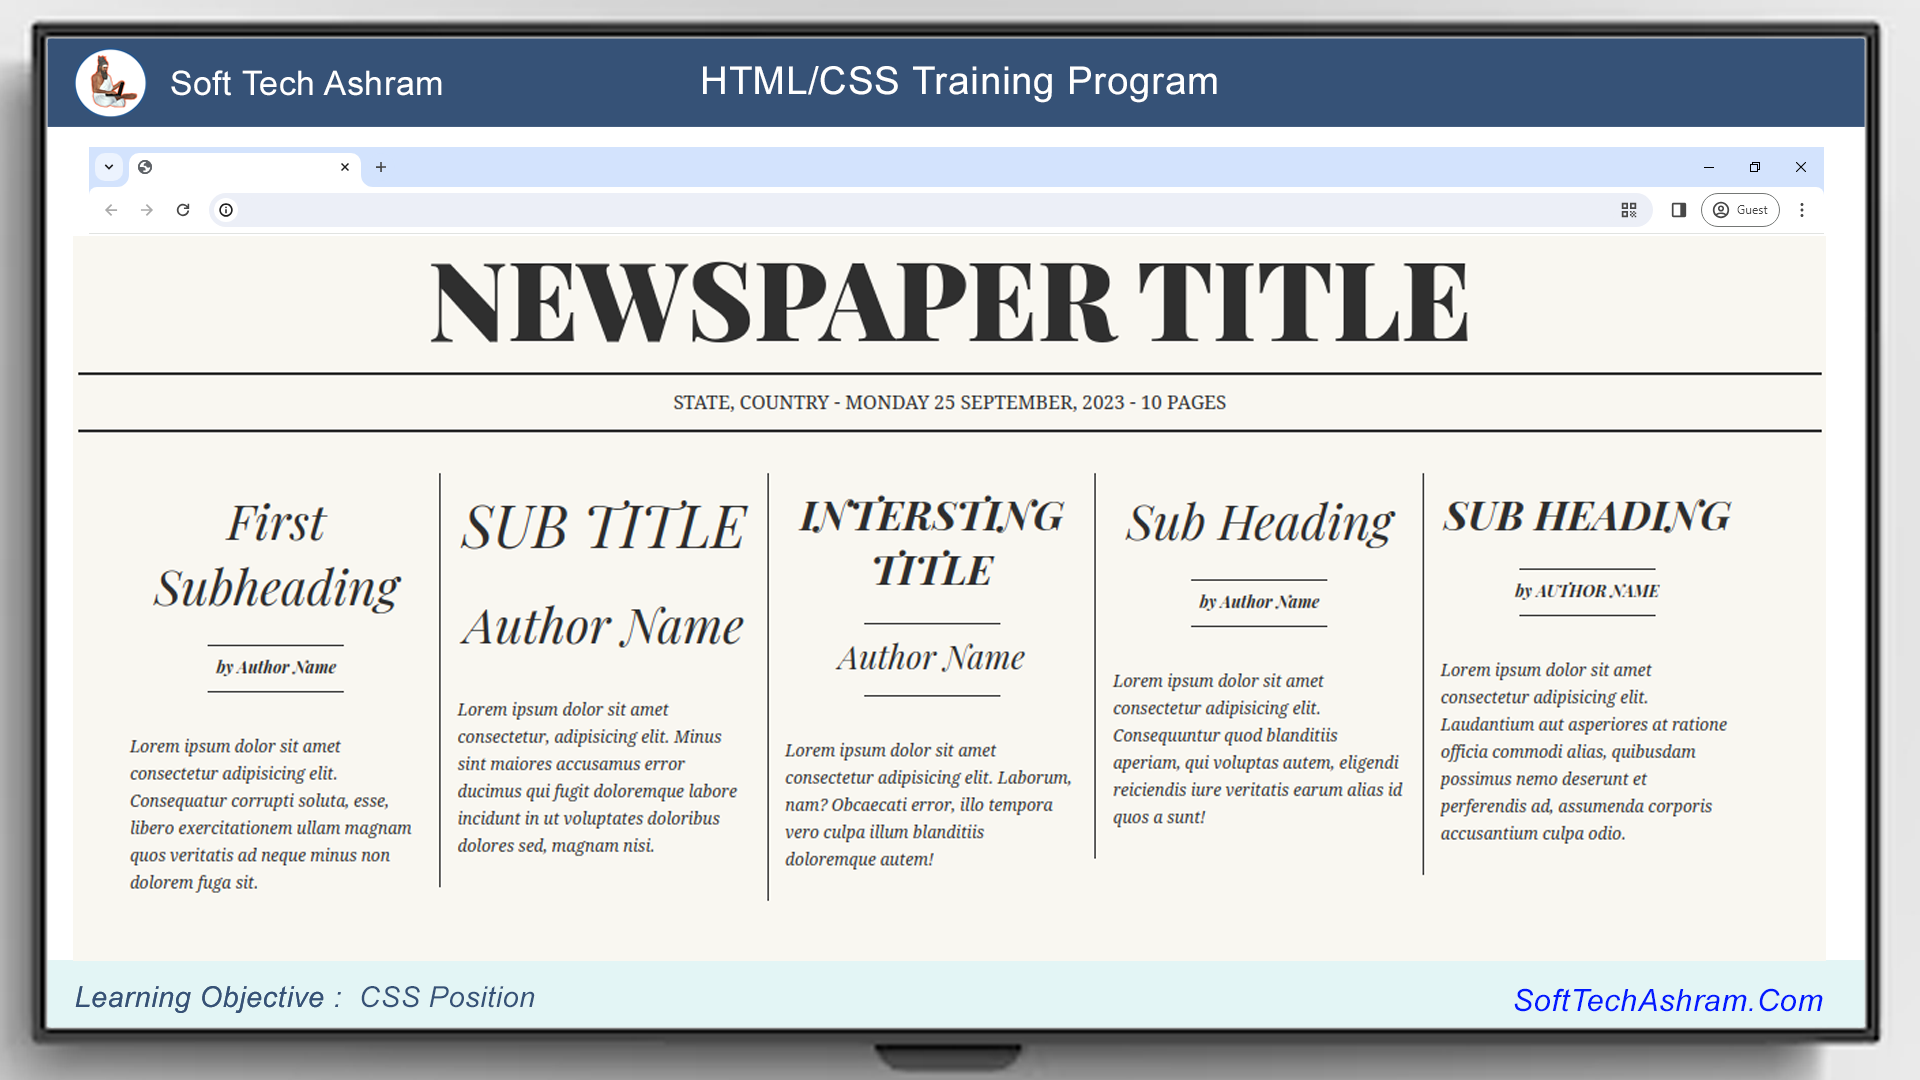 Soft Tech Ashram
HTML/CSS Training Program
Guest
NEWSPAPER TITLE
STATE, COUNTRY - MONDAY 25 SEPTEMBER, 2023 - 10 PAGES
First
Subheading
by Author Name
Lorem ipsum dolor sit amet
consectetur adipisicing elit.
Consequatur corrupti soluta, esse,
libero exercitationem ullam magnam
quos veritatis ad neque minus non
dolorem fuga sit.
SUB TITLE
Author Name
Lorem ipsum dolor sit amet
consectetur, adipisicing elit. Minus
sint maiores accusamus error
ducimus qui fugit doloremque labore
incidunt in ut voluptates doloribus
dolores sed, magnam nisi.
INTERSTING
TITLE
Author Name
Lorem ipsum dolor sit amet
consectetur adipisicing elit. Laborum,
nam? Obcaecati error, illo tempora
vero culpa illum blanditiis
doloremque autem!
Sub Heading
by Author Name
Lorem ipsum dolor sit amet
consectetur adipisicing elit.
Consequuntur quod blanditiis
aperiam, qui voluptas autem, eligendi
reiciendis iure veritatis earum alias id
quos a sunt!
SUB HEADING
by AUTHOR NAME
Lorem ipsum dolor sit amet
consectetur adipisicing elit.
Laudantium aut asperiores at ratione
officia commodi alias, quibusdam
possimus nemo deserunt et
perferendis ad, assumenda corporis
accusantium culpa odio.
Learning Objective : CSS Position
SoftTechAshram.Com